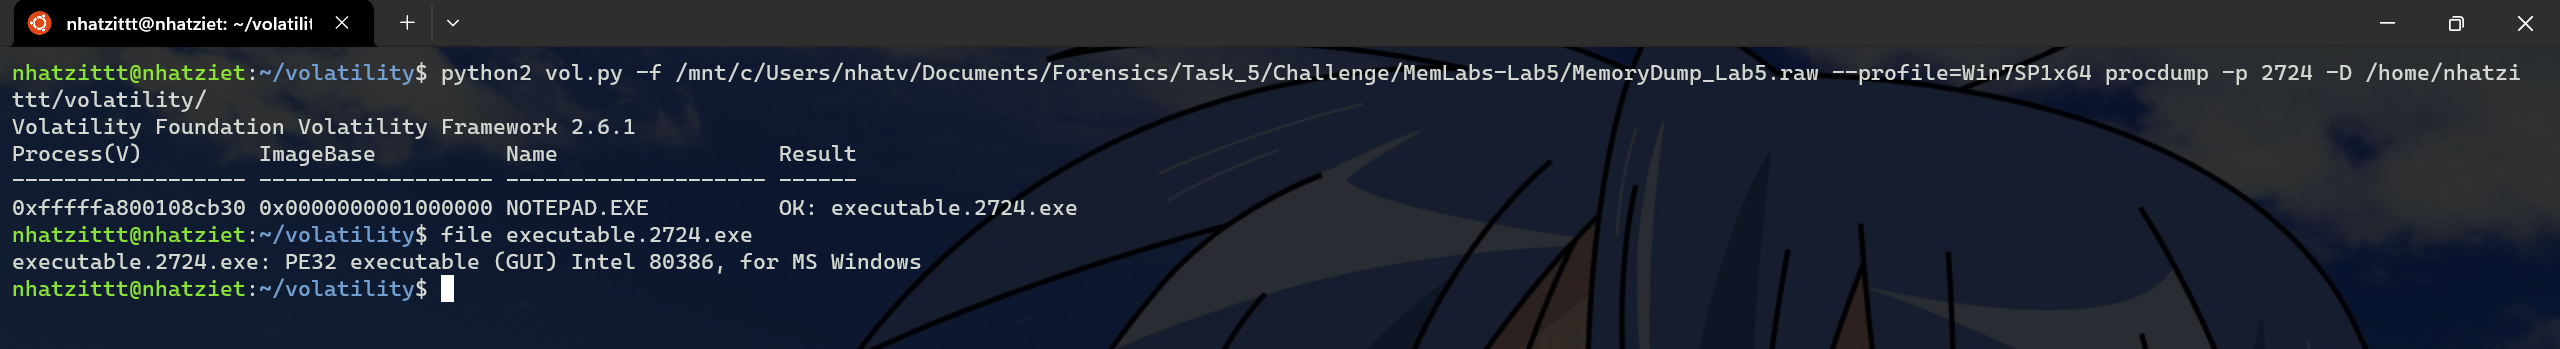 nhatzittt@nhatziet: ~/volatilit
nhatzittt@nhatziet:~/volatility$ python2 vol.py -f /mnt/c/Users/nhatv/Documents/Forensics/Task_5/Challenge/MemLabs-Lab5/MemoryDump_Lab5.raw --profile=Win7SP1x64 procdump -p 2724 -D /home/nhatzi
ttt/volatility/
Volatility Foundation Volatility Framework 2.6.1
Process(V)         ImageBase          Name                 Result
------------------ ------------------ -------------------- ------
0xfffffa800108cb30 0x0000000001000000 NOTEPAD.EXE          OK: executable.2724.exe
nhatzittt@nhatziet:~/volatility$ file executable.2724.exe
executable.2724.exe: PE32 executable (GUI) Intel 80386, for MS Windows
nhatzittt@nhatziet:~/volatility$